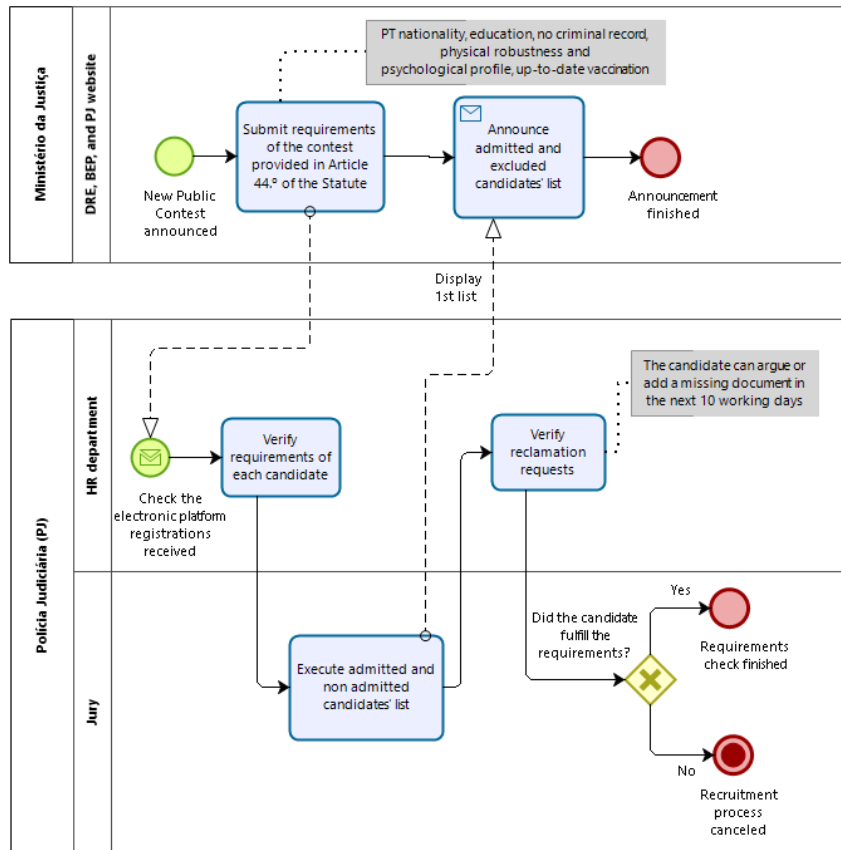 Ministério da Justiça
DRE, BEP, and PJ website
PT nationality, education, no criminal record,
physical robustness and
psychological profile, up-to-date vaccination
Submit requirements
of the contest
provided in Article
44.º of the Statute
Announce
admitted and
excluded
candidates' list
New Public
Contest
announced
Announcement
finished
Display
1st list
Polícia Judiciária (PJ)
HR department
The candidate can argue or
add a missing document in
the next 10 working days
Verify
requirements of
each candidate
Verify
reclamation
requests
Check the
electronic platform
registrations
received
Jury
Execute admitted and
non admitted
candidates' list
Did the candidate
fulfill the
requirements?
Yes
Requirements
check finished
No
Recruitment
process
canceled